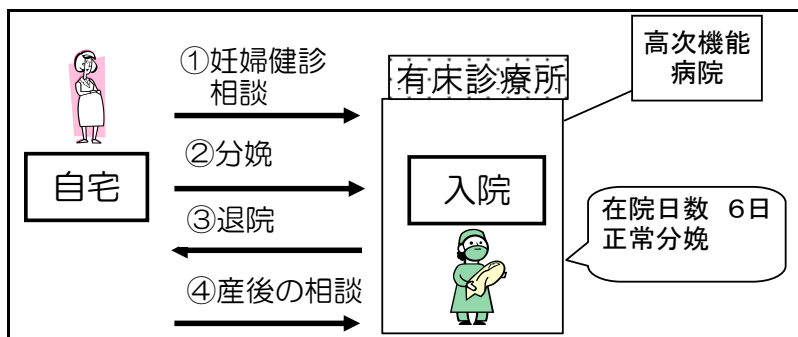 ①妊婦健診
相談
②分娩
③退院
④産後の相談
自宅
有床診療所
入院
高次機能
病院
在院日数 6日
正常分娩